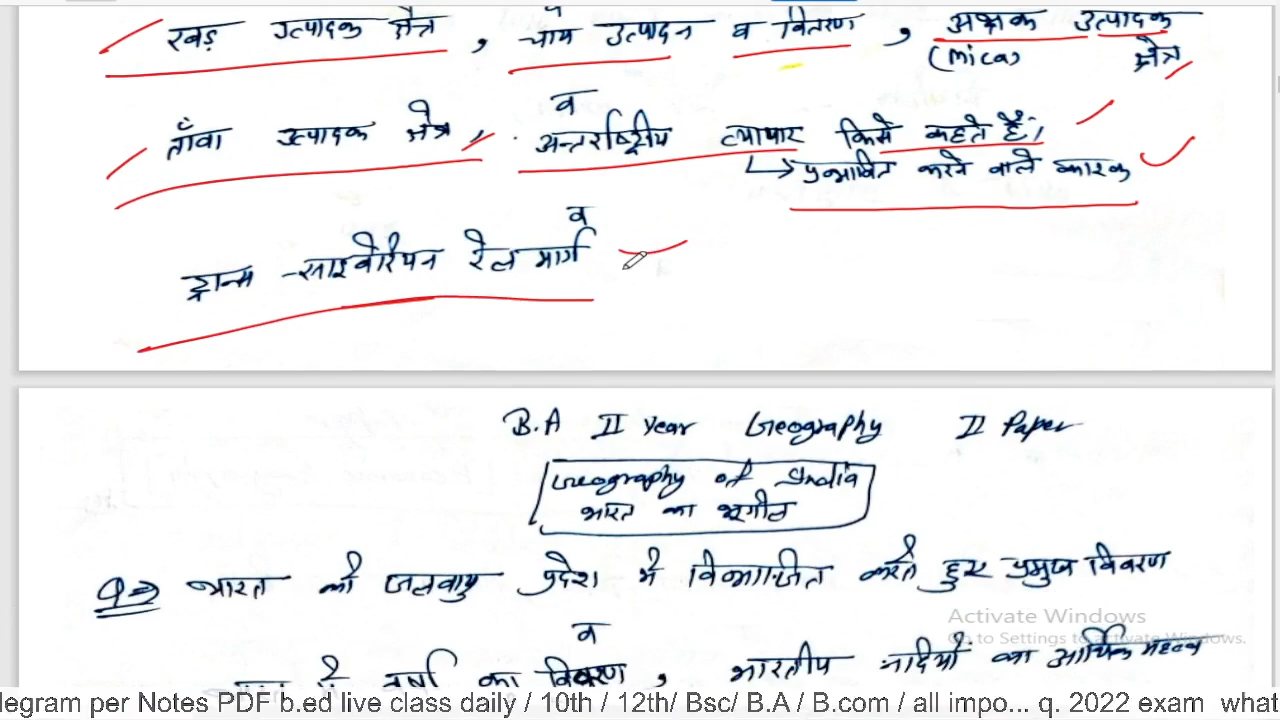 रबड़ उत्पादक क्षेत्र , चाय उत्पादन व वितरण , अभ्रक उत्पादक
(mica) क्षेत्र
व
ताँबा उत्पादक क्षेत्र , अन्तर्राष्ट्रीय व्यापार किसे कहते है।
↳ प्रभावित करने वाले कारक
व
ट्रान्स - साइबेरियन रेल मार्ग
B.A II year Geography II Paper
Geography of India
भारत का भूगोल
Q⇒ भारत को जलवायु प्रदेश में विभाजित करते हुए प्रमुख विवरण
Activate Windows
Go to Settings to activate Windows.
व
में वर्षा का विवरण , भारतीय नदियों का आर्थिक महत्व
legram per Notes PDF b.ed live class daily / 10th / 12th/ Bsc/ B.A / B.com / all impo... q. 2022 exam what